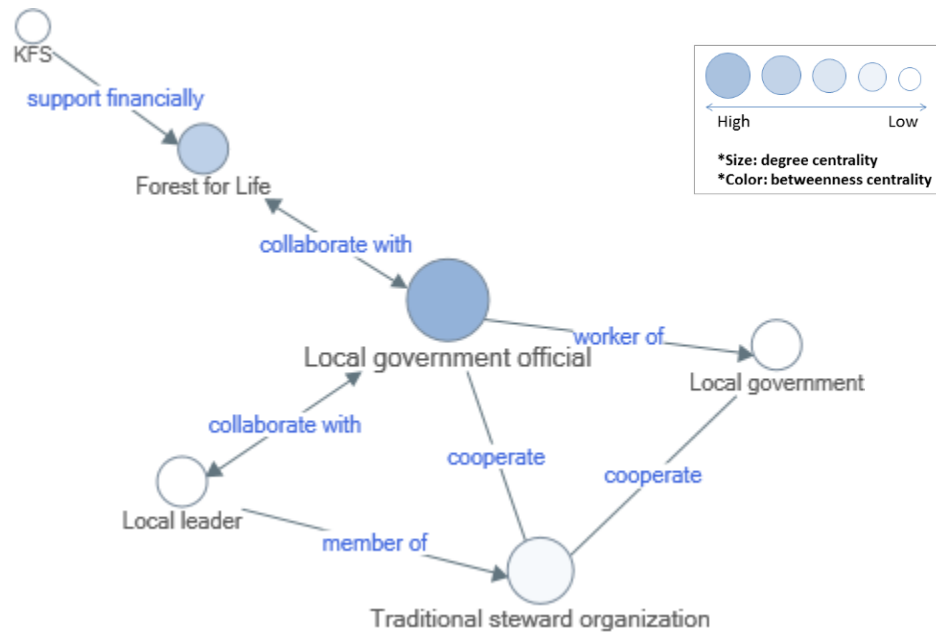 KFS
support financially
Forest for Life
collaborate with
Local government official
worker of
Local government
collaborate with
cooperate
cooperate
Local leader
member of
Traditional steward organization
High Low
*Size: degree centrality
*Color: betweenness centrality